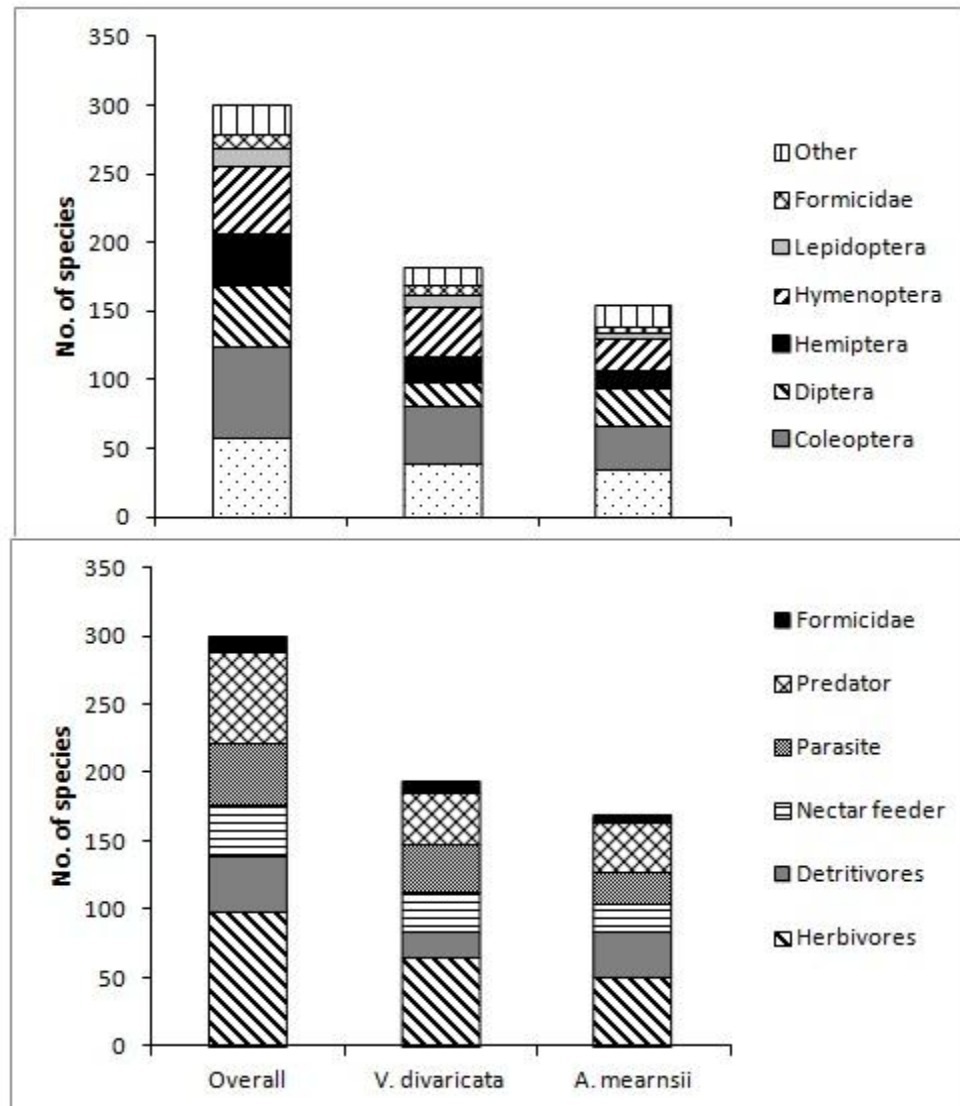 350
300
250
200
150
100
50
0
No. of species
Other
Formicidae
Lepidoptera
Hymenoptera
Hemiptera
Diptera
Coleoptera
350
300
250
200
150
100
50
0
No. of species
Formicidae
Predator
Parasite
Nectar feeder
Detritivores
Herbivores
Overall V. divaricata A. mearnsii